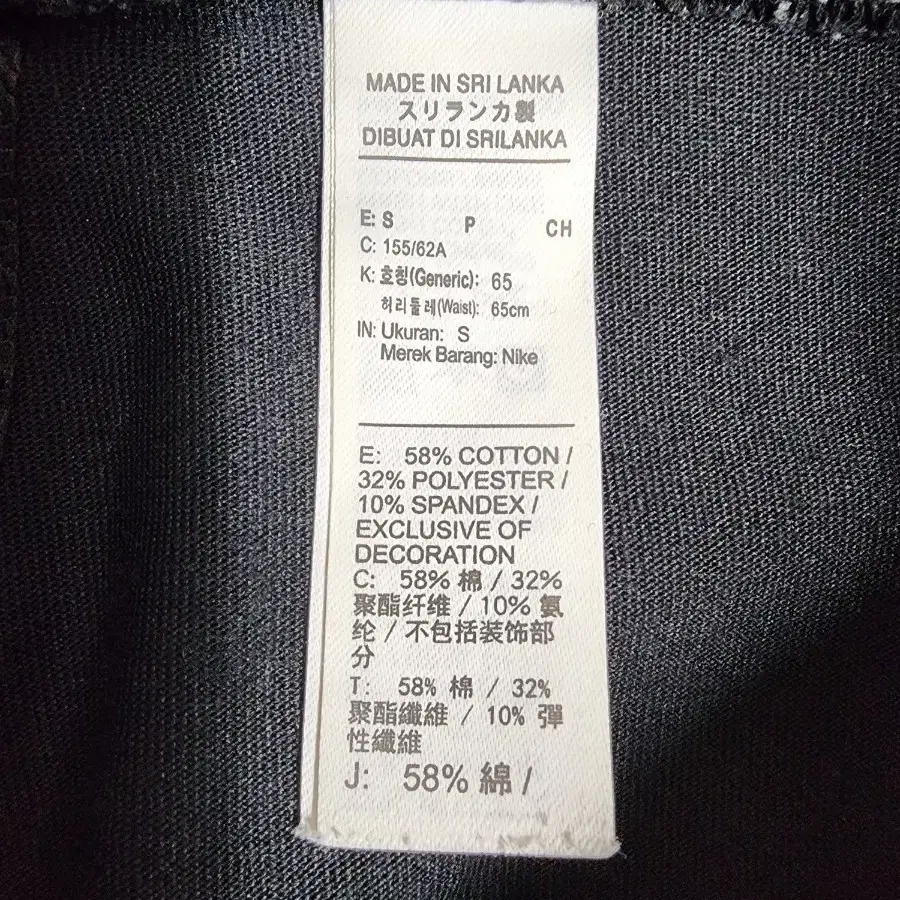 MADE IN SRI LANKA
スリランカ製
DIBUAT DI SRILANKA
E: S P CH
C: 155/62A
K: 호칭(Generic): 65
허리둘레(Waist): 65cm
IN: Ukuran: S
Merek Barang: Nike
E: 58% COTTON /
32% POLYESTER /
10% SPANDEX /
EXCLUSIVE OF
DECORATION
C: 58% 棉 / 32%
聚酯纤维 / 10% 氨
纶 / 不包括装饰部
分
T: 58% 棉 / 32%
聚酯纖維 / 10% 彈
性纖維
J: 58% 綿 /